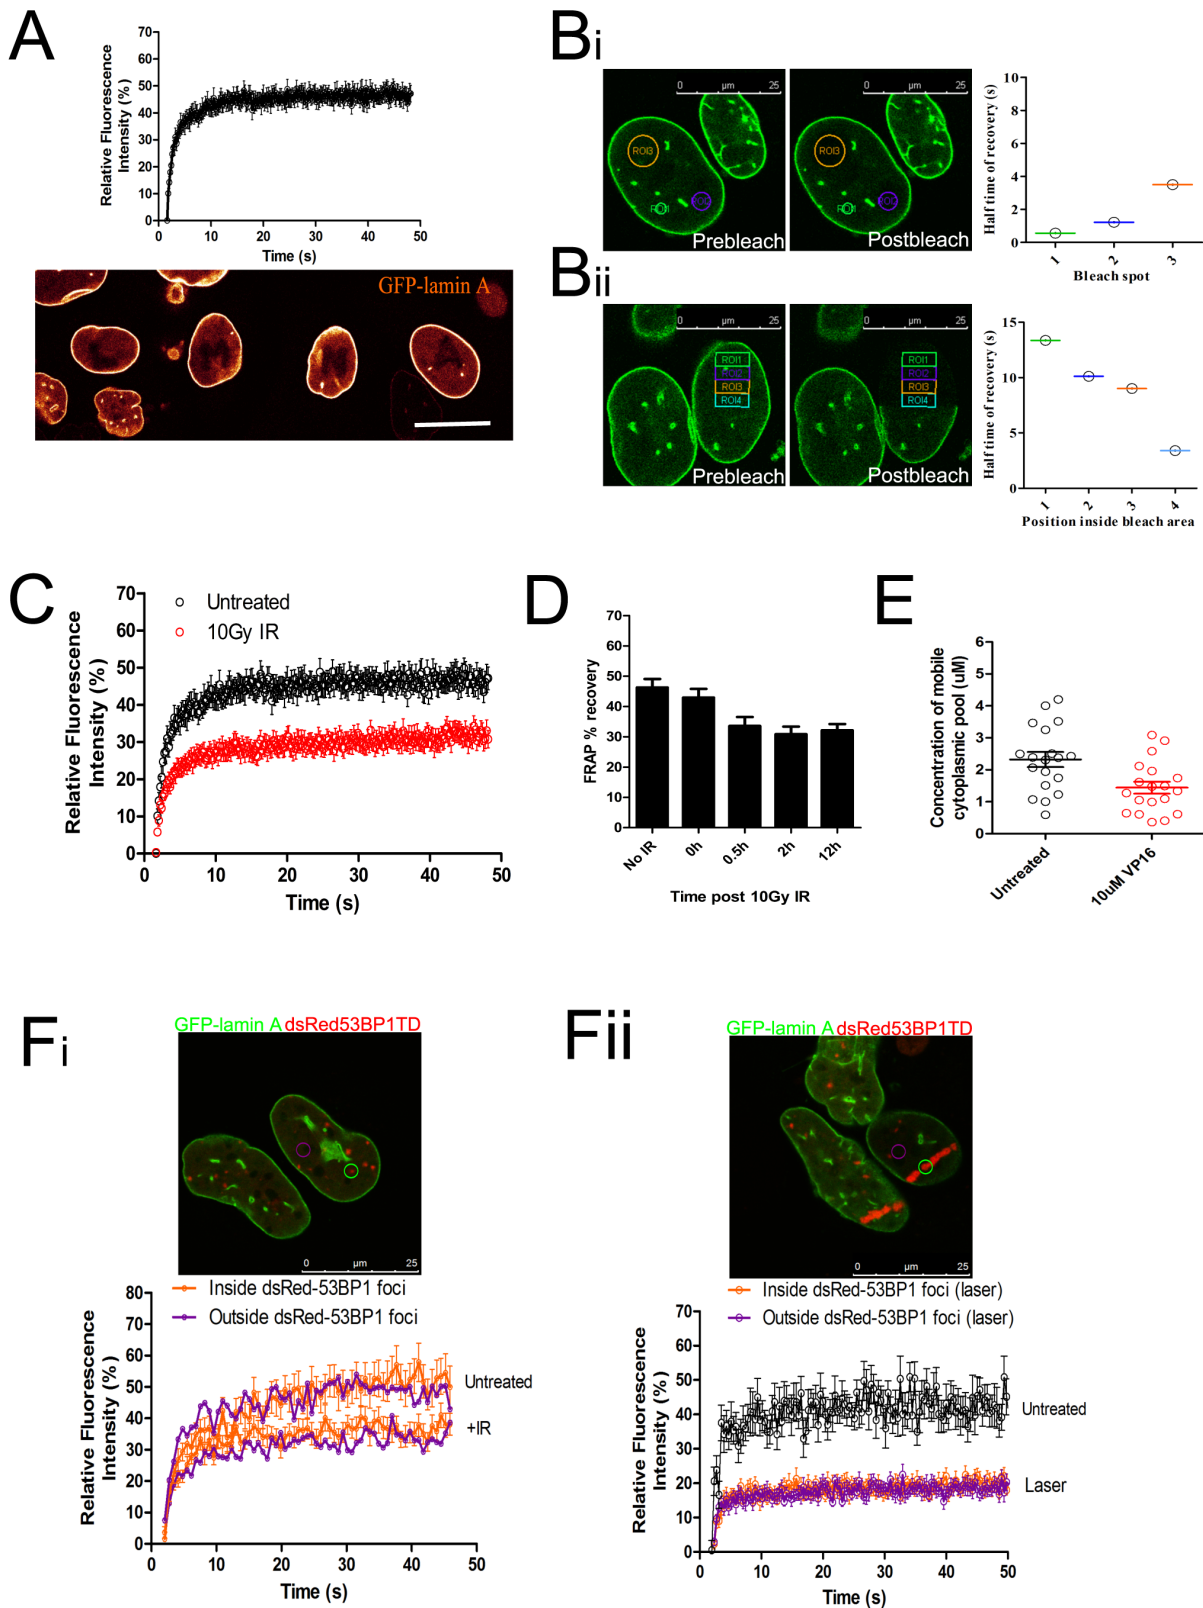 A
Relative Fluorescence
Intensity (%)
70
60
50
40
30
20
10
0
0 10 20 30 40 50
Time (s)
GFP-lamin A
Bi
0 µm 25
ROI3
ROI1
Prebleach
0 µm 25
ROI3
ROI1
Postbleach
Half time of recovery (s)
10
8
6
4
2
0
1 2 3
Bleach spot
Bii
0 µm 25
ROI1
ROI2
ROI3
ROI4
Prebleach
0 µm 25
ROI1
ROI2
ROI3
ROI4
Postbleach
Half time of recovery (s)
15
10
5
0
1 2 3 4
Position inside bleach area
C
Relative Fluorescence
Intensity (%)
70
60
50
40
30
20
10
0
0 10 20 30 40 50
Time (s)
Untreated
10Gy IR
D
FRAP % recovery
70
60
50
40
30
20
10
0
No IR 0h 0.5h 2h 12h
Time post 10Gy IR
E
Concentration of mobile
cytoplasmic pool (uM)
6
5
4
3
2
1
0
Untreated 10uM VP16
Fi
GFP-lamin A dsRed53BP1TD
0 µm 25
Inside dsRed-53BP1 foci
Outside dsRed-53BP1 foci
Relative Fluorescence
Intensity (%)
80
70
60
50
40
30
20
10
0
Untreated
+IR
0 10 20 30 40 50
Time (s)
Fii
GFP-lamin A dsRed53BP1TD
0 µm 25
Inside dsRed-53BP1 foci (laser)
Outside dsRed-53BP1 foci (laser)
Relative Fluorescence
Intensity (%)
70
60
50
40
30
20
10
0
Untreated
Laser
0 10 20 30 40 50
Time (s)